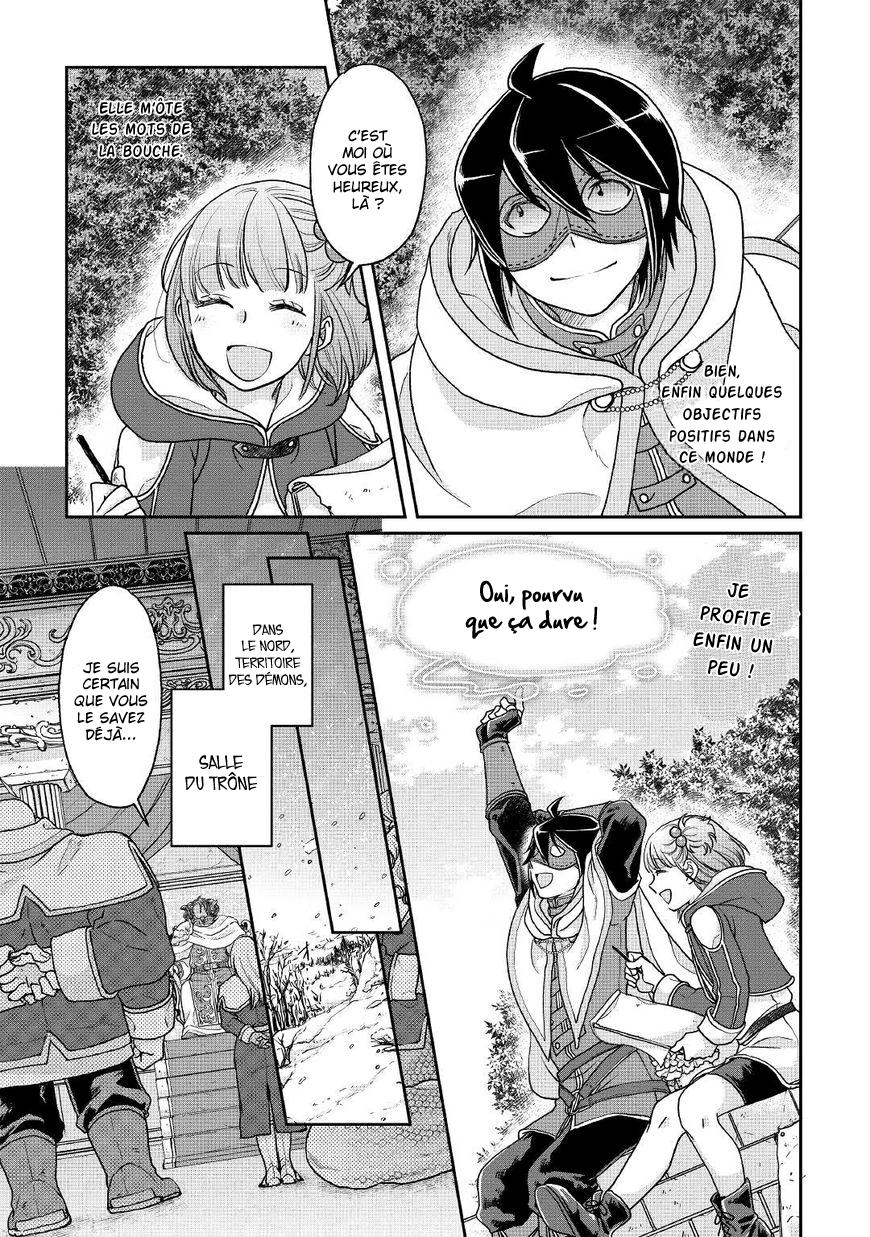 BIEN,
ENFIN QUELQUES
OBJECTIFS
POSITIFS DANS
CE MONDE !
C'EST
MOI OÙ
VOUS ÊTES
HEUREUX,
LÀ ?
ELLE M'ÔTE
LES MOTS DE
LA BOUCHE.
JE
PROFITE
ENFIN UN
PEU !
Oui, pourvu
que ça dure !
DANS
LE NORD,
TERRITOIRE
DES DÉMONS,
SALLE
DU TRÔNE
JE SUIS
CERTAIN
QUE VOUS
LE SAVEZ
DÉJÀ...